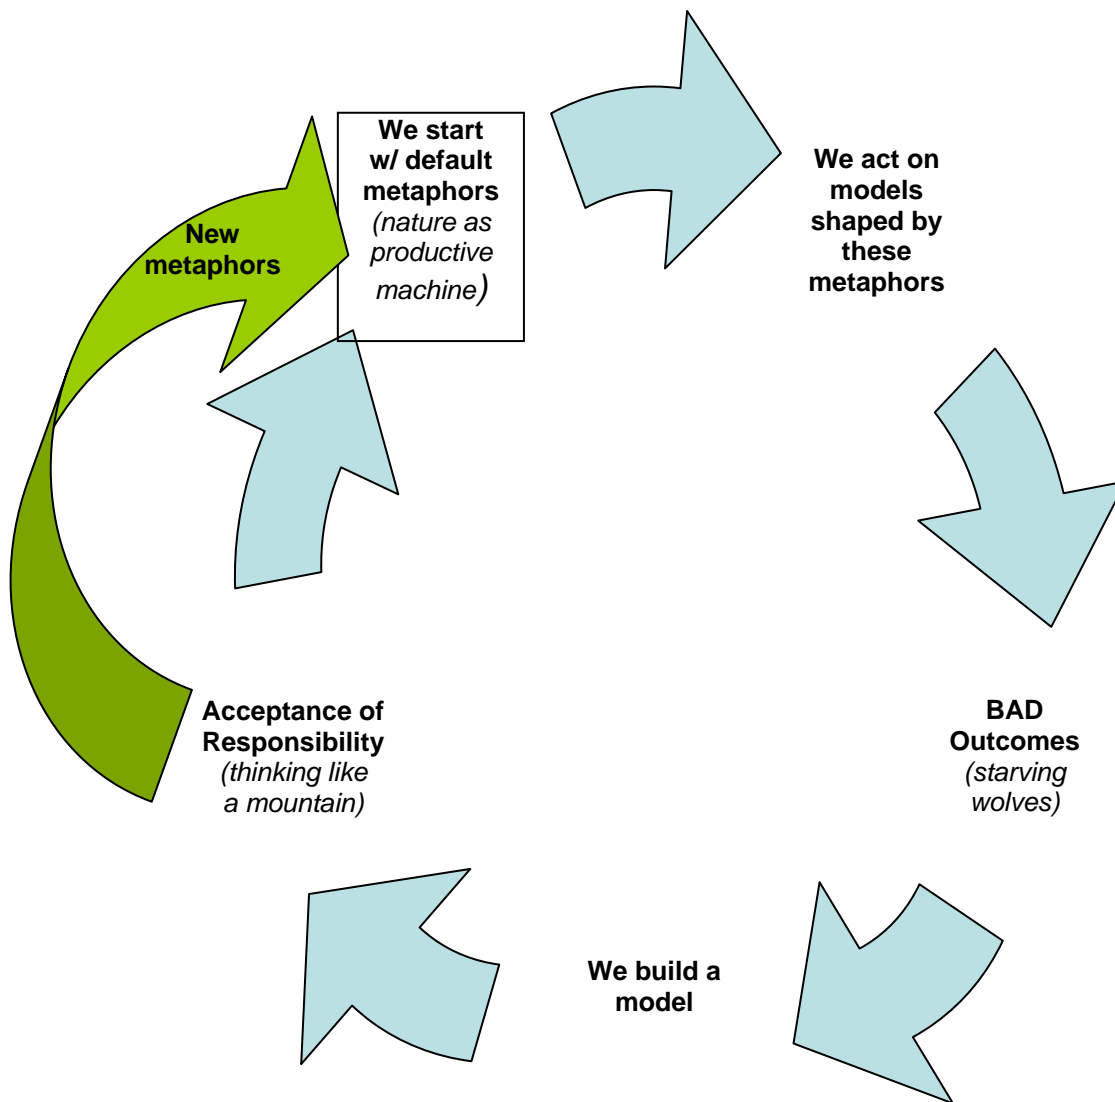 We start
w/ default
metaphors
(nature as
productive
machine)
We act on
models
shaped by
these
metaphors
BAD
Outcomes
(starving
wolves)
We build a
model
Acceptance of
Responsibility
(thinking like
a mountain)
New
metaphors